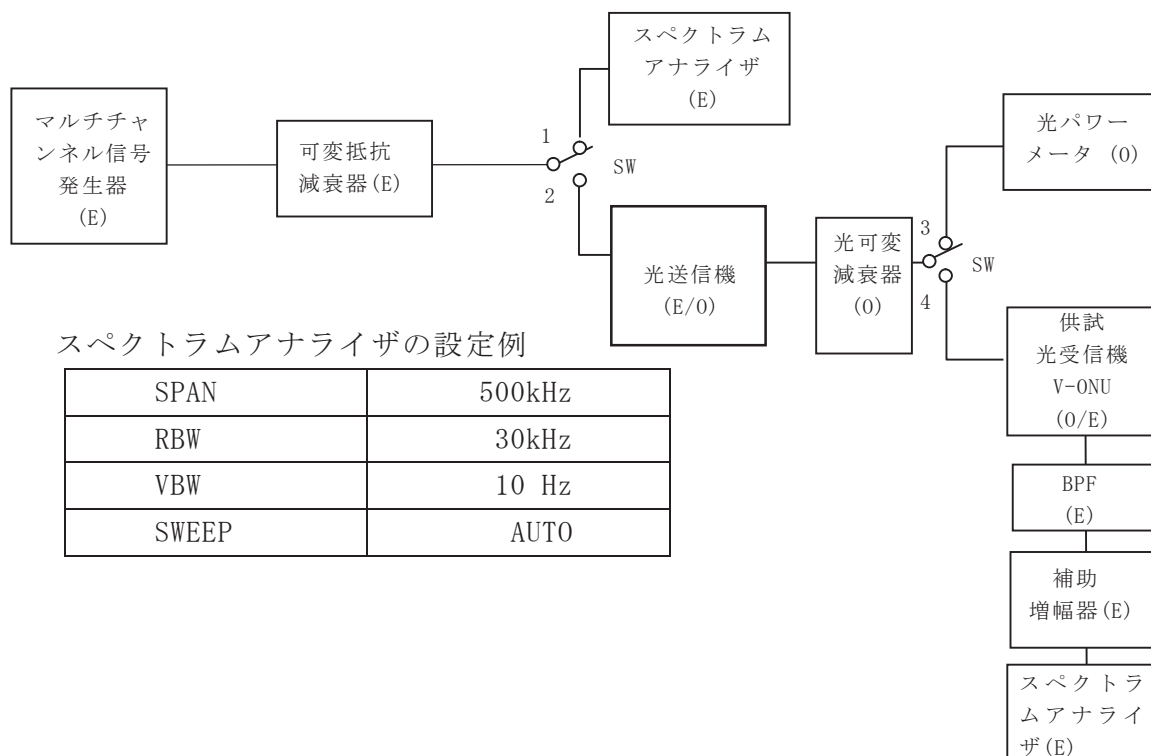 スペクトラム
アナライザ
(E)
マルチチャ
ンネル信号
発生器
(E)
可変抵抗
減衰器(E)
1
2
SW
光送信機
(E/O)
光可変
減衰器
(O)
3
4
SW
光パワー
メータ (O)
供試
光受信機
V-ONU
(O/E)
BPF
(E)
補助
増幅器(E)
スペクトラ
ムアナライ
ザ(E)
スペクトラムアナライザの設定例
SPAN 500kHz
RBW 30kHz
VBW 10 Hz
SWEEP AUTO